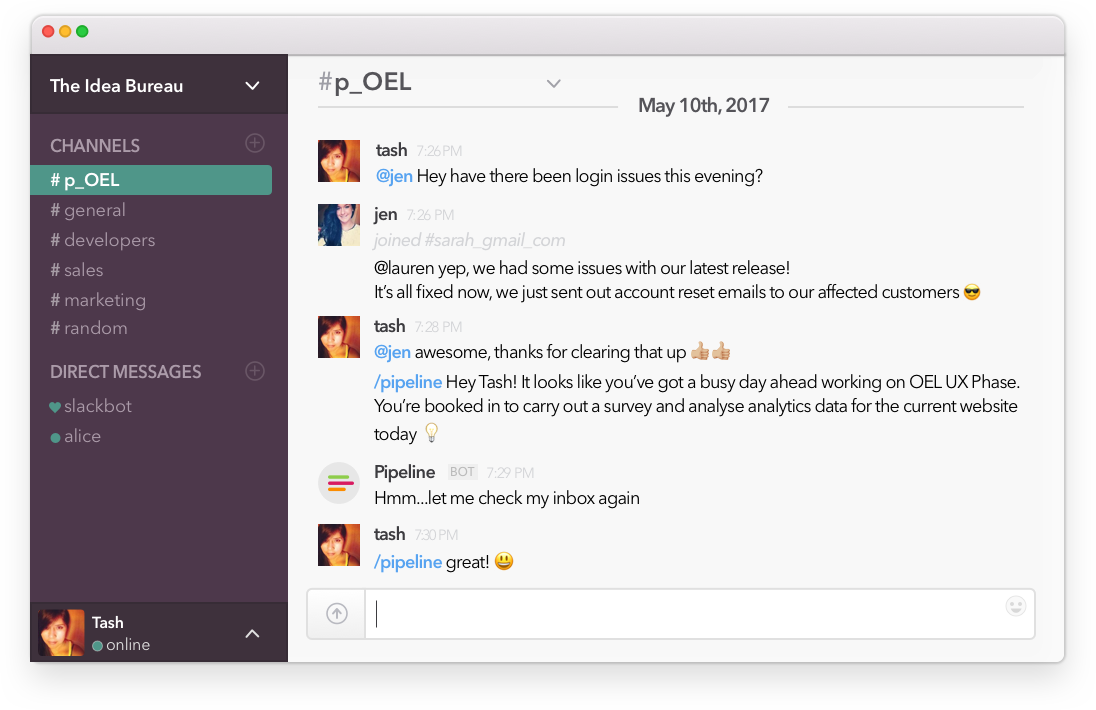 The Idea Bureau
CHANNELS
# p_OEL
# general
# developers
# sales
# marketing
# random
DIRECT MESSAGES
slackbot
alice
Tash
online
#p_OEL
May 10th, 2017
tash 7:26 PM
@jen Hey have there been login issues this evening?
jen 7:26 PM
joined #sarah_gmail_com
@lauren yep, we had some issues with our latest release!
It's all fixed now, we just sent out account reset emails to our affected customers 😎
tash 7:28 PM
@jen awesome, thanks for clearing that up 👍🏼👍🏼
/pipeline Hey Tash! It looks like you've got a busy day ahead working on OEL UX Phase.
You're booked in to carry out a survey and analyse analytics data for the current website
today 💡
Pipeline BOT 7:29 PM
Hmm...let me check my inbox again
tash 7:30 PM
/pipeline great! 😃